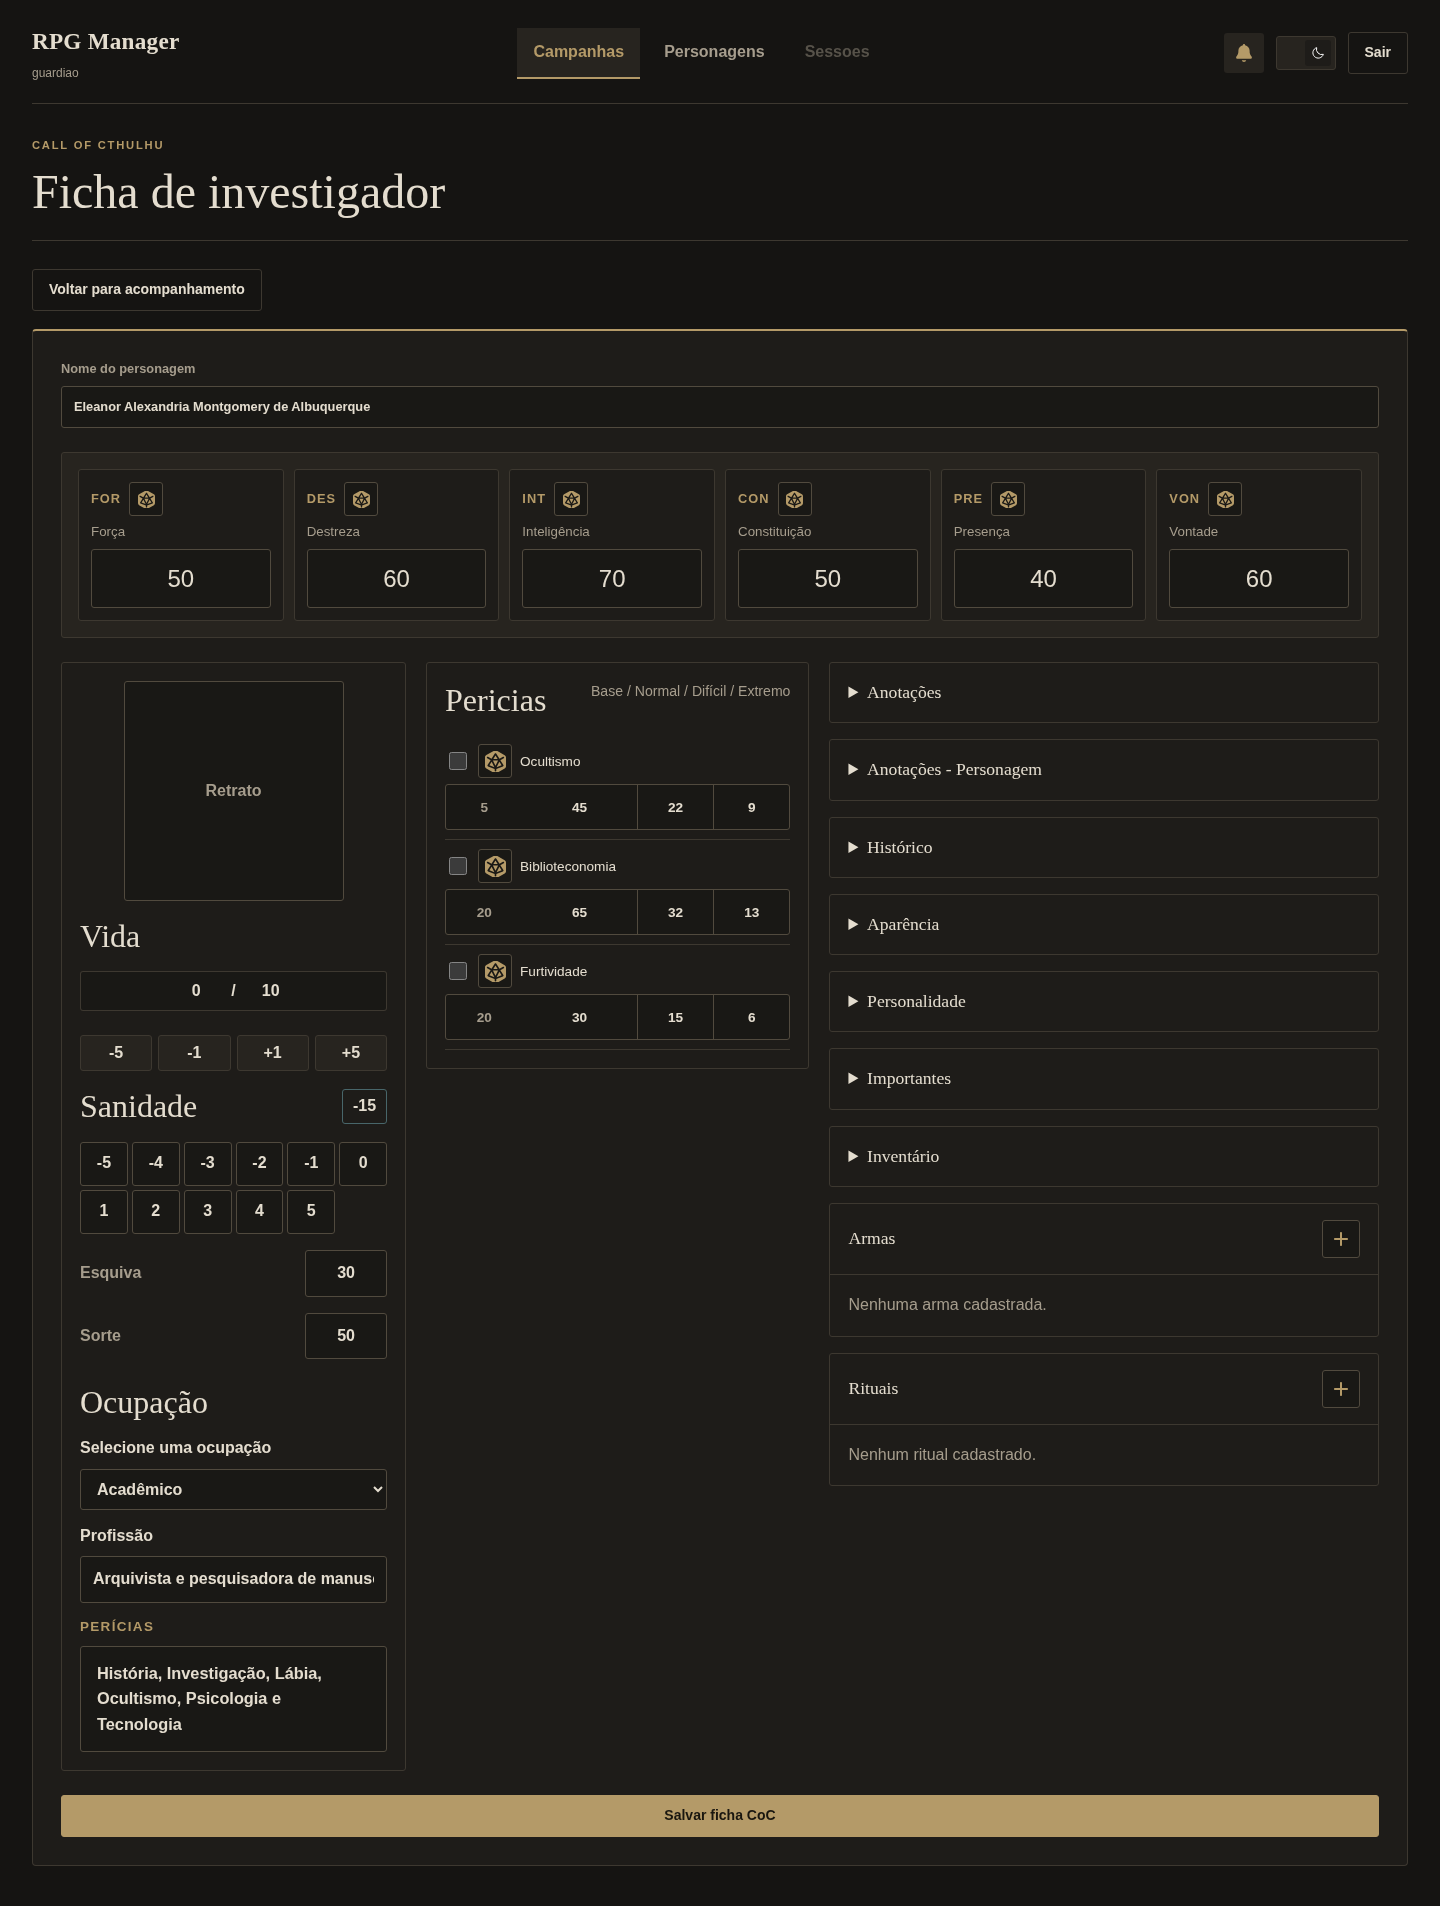 RPG Manager
guardiao
Campanhas
Personagens
Sessoes
Sair
CALL OF CTHULHU
Ficha de investigador
Voltar para acompanhamento
Nome do personagem
Eleanor Alexandria Montgomery de Albuquerque
FOR
Força
50
DES
Destreza
60
INT
Inteligência
70
CON
Constituição
50
PRE
Presença
40
VON
Vontade
60
Retrato
Vida
0 / 10
-5 -1 +1 +5
Sanidade -15
-5 -4 -3 -2 -1 0
1 2 3 4 5
Esquiva 30
Sorte 50
Ocupação
Selecione uma ocupação
Acadêmico
Profissão
Arquivista e pesquisadora de manus
PERÍCIAS
História, Investigação, Lábia,
Ocultismo, Psicologia e
Tecnologia
Pericias Base / Normal / Difícil / Extremo
Ocultismo
5 45 22 9
Biblioteconomia
20 65 32 13
Furtividade
20 30 15 6
Anotações
Anotações - Personagem
Histórico
Aparência
Personalidade
Importantes
Inventário
Armas
Nenhuma arma cadastrada.
Rituais
Nenhum ritual cadastrado.
Salvar ficha CoC